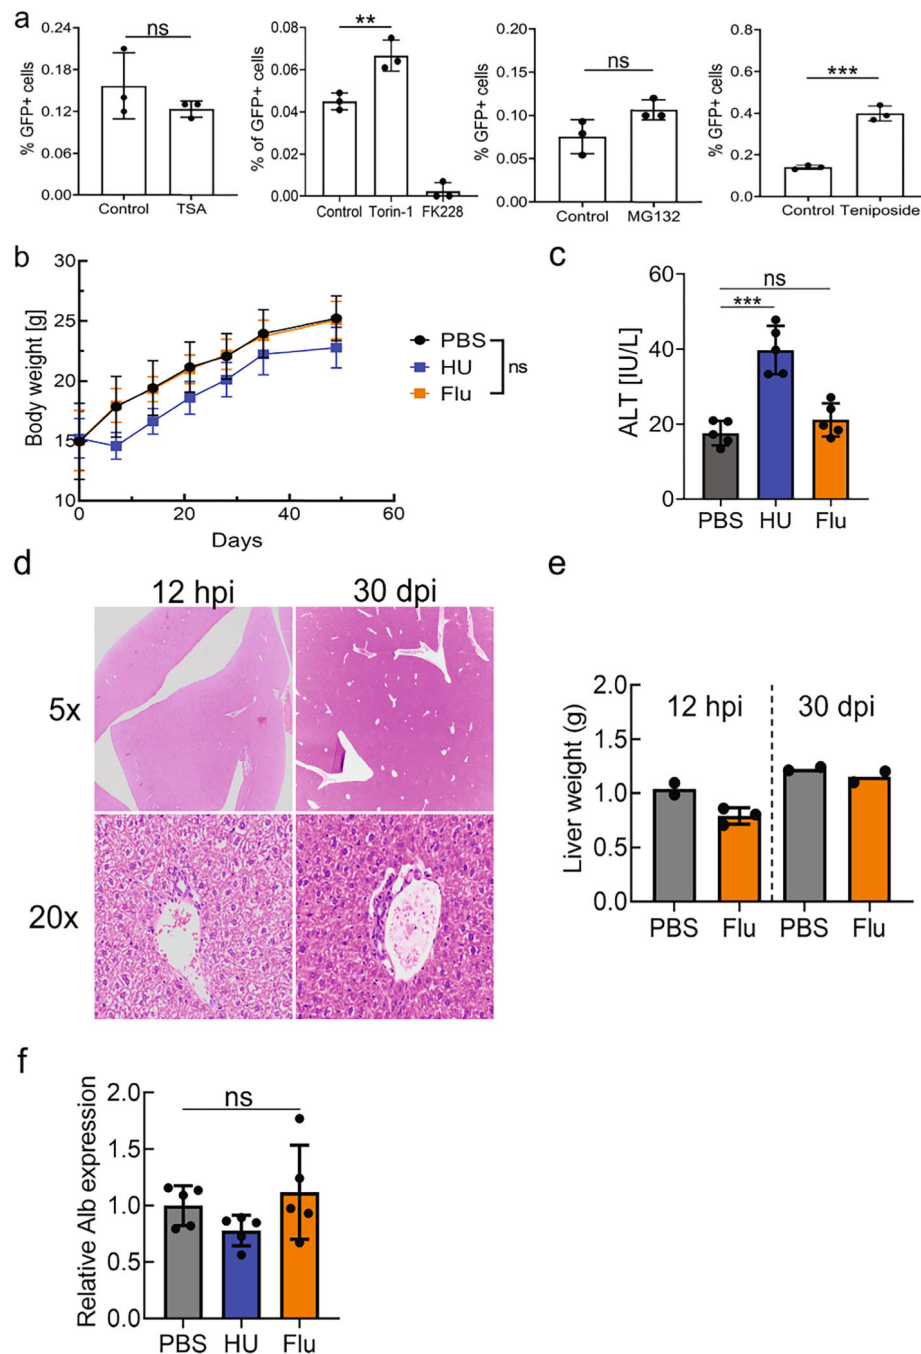 a
ns
% GFP+ cells
0.24
0.18
0.12
0.06
0.00
Control TSA
**
% of GFP+ cells
0.08
0.06
0.04
0.02
0.00
Control Torin-1 FK228
ns
% GFP+ cells
0.20
0.15
0.10
0.05
0.00
Control MG132
***
% GFP+ cells
0.8
0.6
0.4
0.2
0.0
Control Teniposide
b
Body weight [g]
30
25
20
15
10
0 20 40 60
Days
PBS
HU
Flu
ns
c
ALT [IU/L]
60
40
20
0
ns
***
PBS HU Flu
d
12 hpi 30 dpi
5x
20x
e
Liver weight (g)
2.0
1.5
1.0
0.5
0.0
12 hpi 30 dpi
PBS Flu PBS Flu
f
Relative Alb expression
2.0
1.5
1.0
0.5
0.0
ns
PBS HU Flu